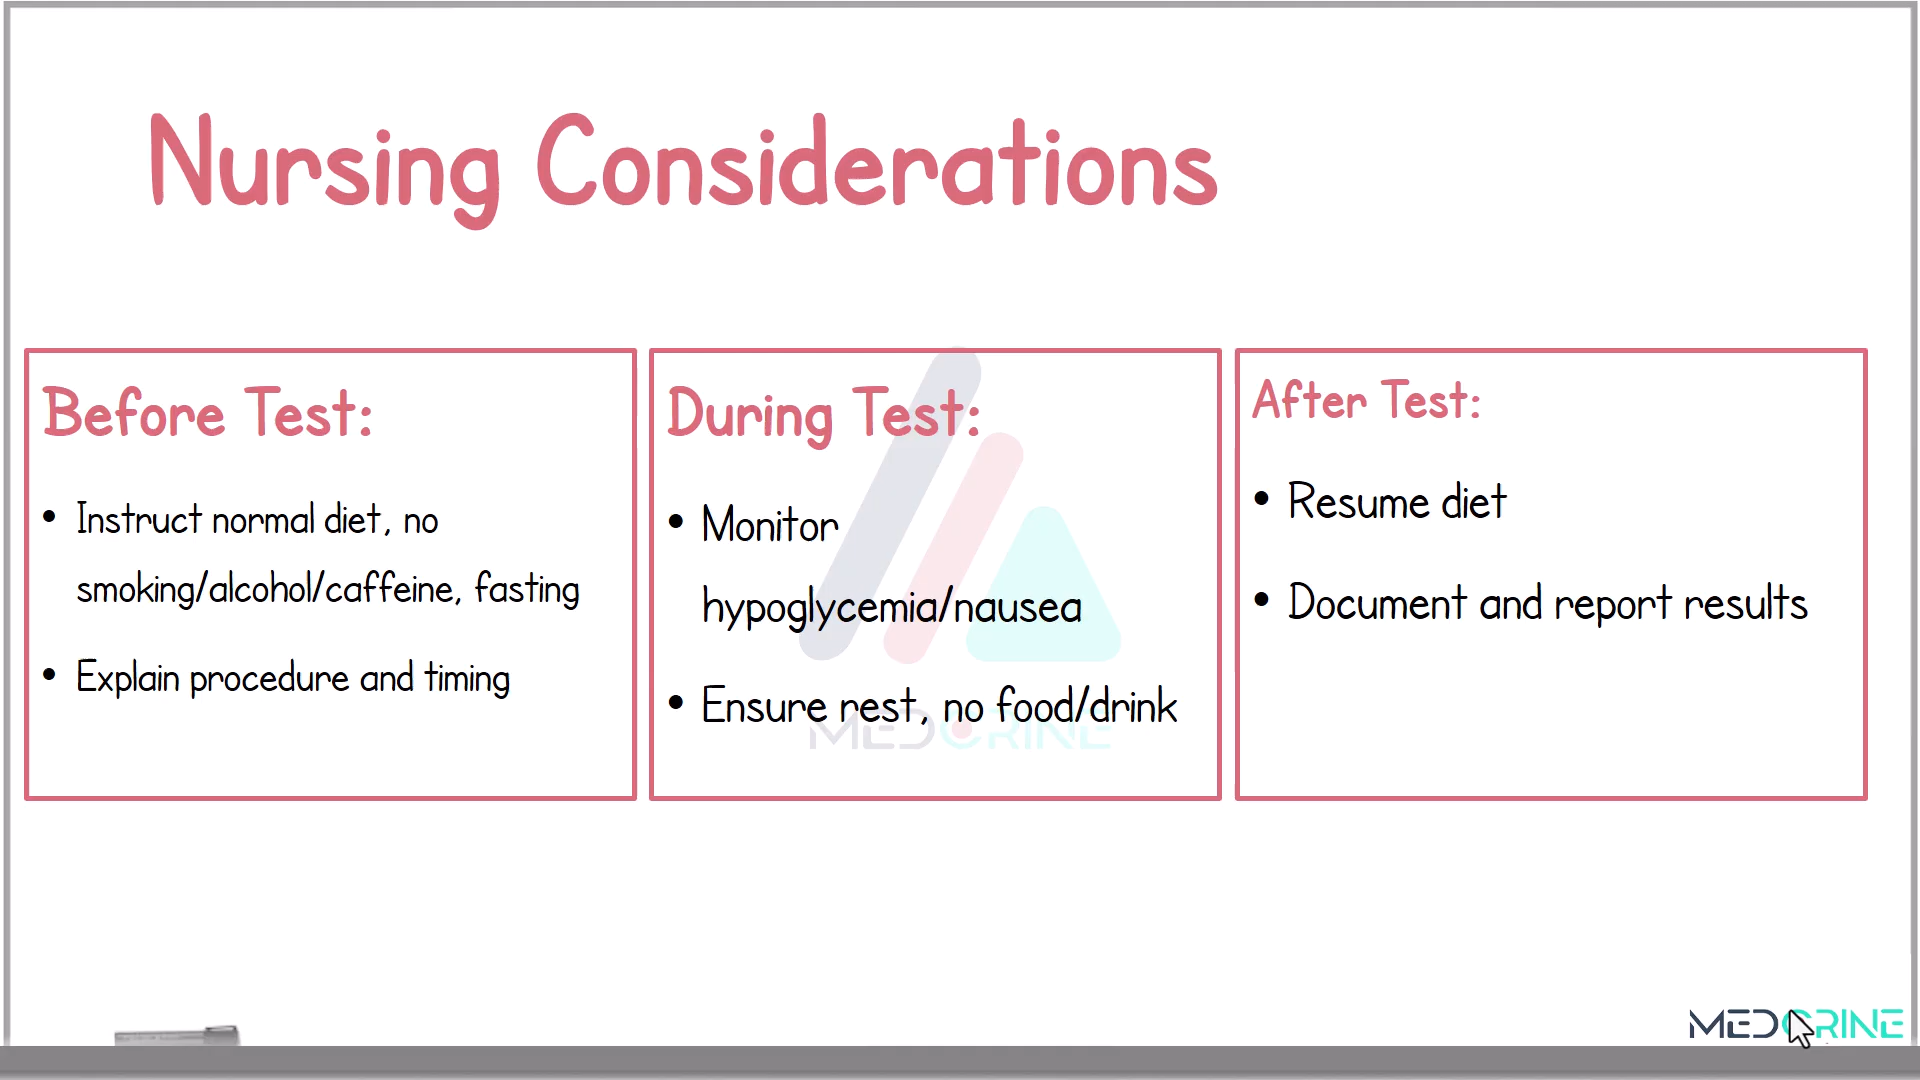 Nursing Considerations
Before Test:
• Instruct normal diet, no
smoking/alcohol/caffeine, fasting
• Explain procedure and timing
During Test:
• Monitor
hypoglycemia/nausea
• Ensure rest, no food/drink
After Test:
• Resume diet
• Document and report results
MEDCRINE
MEDCRINE